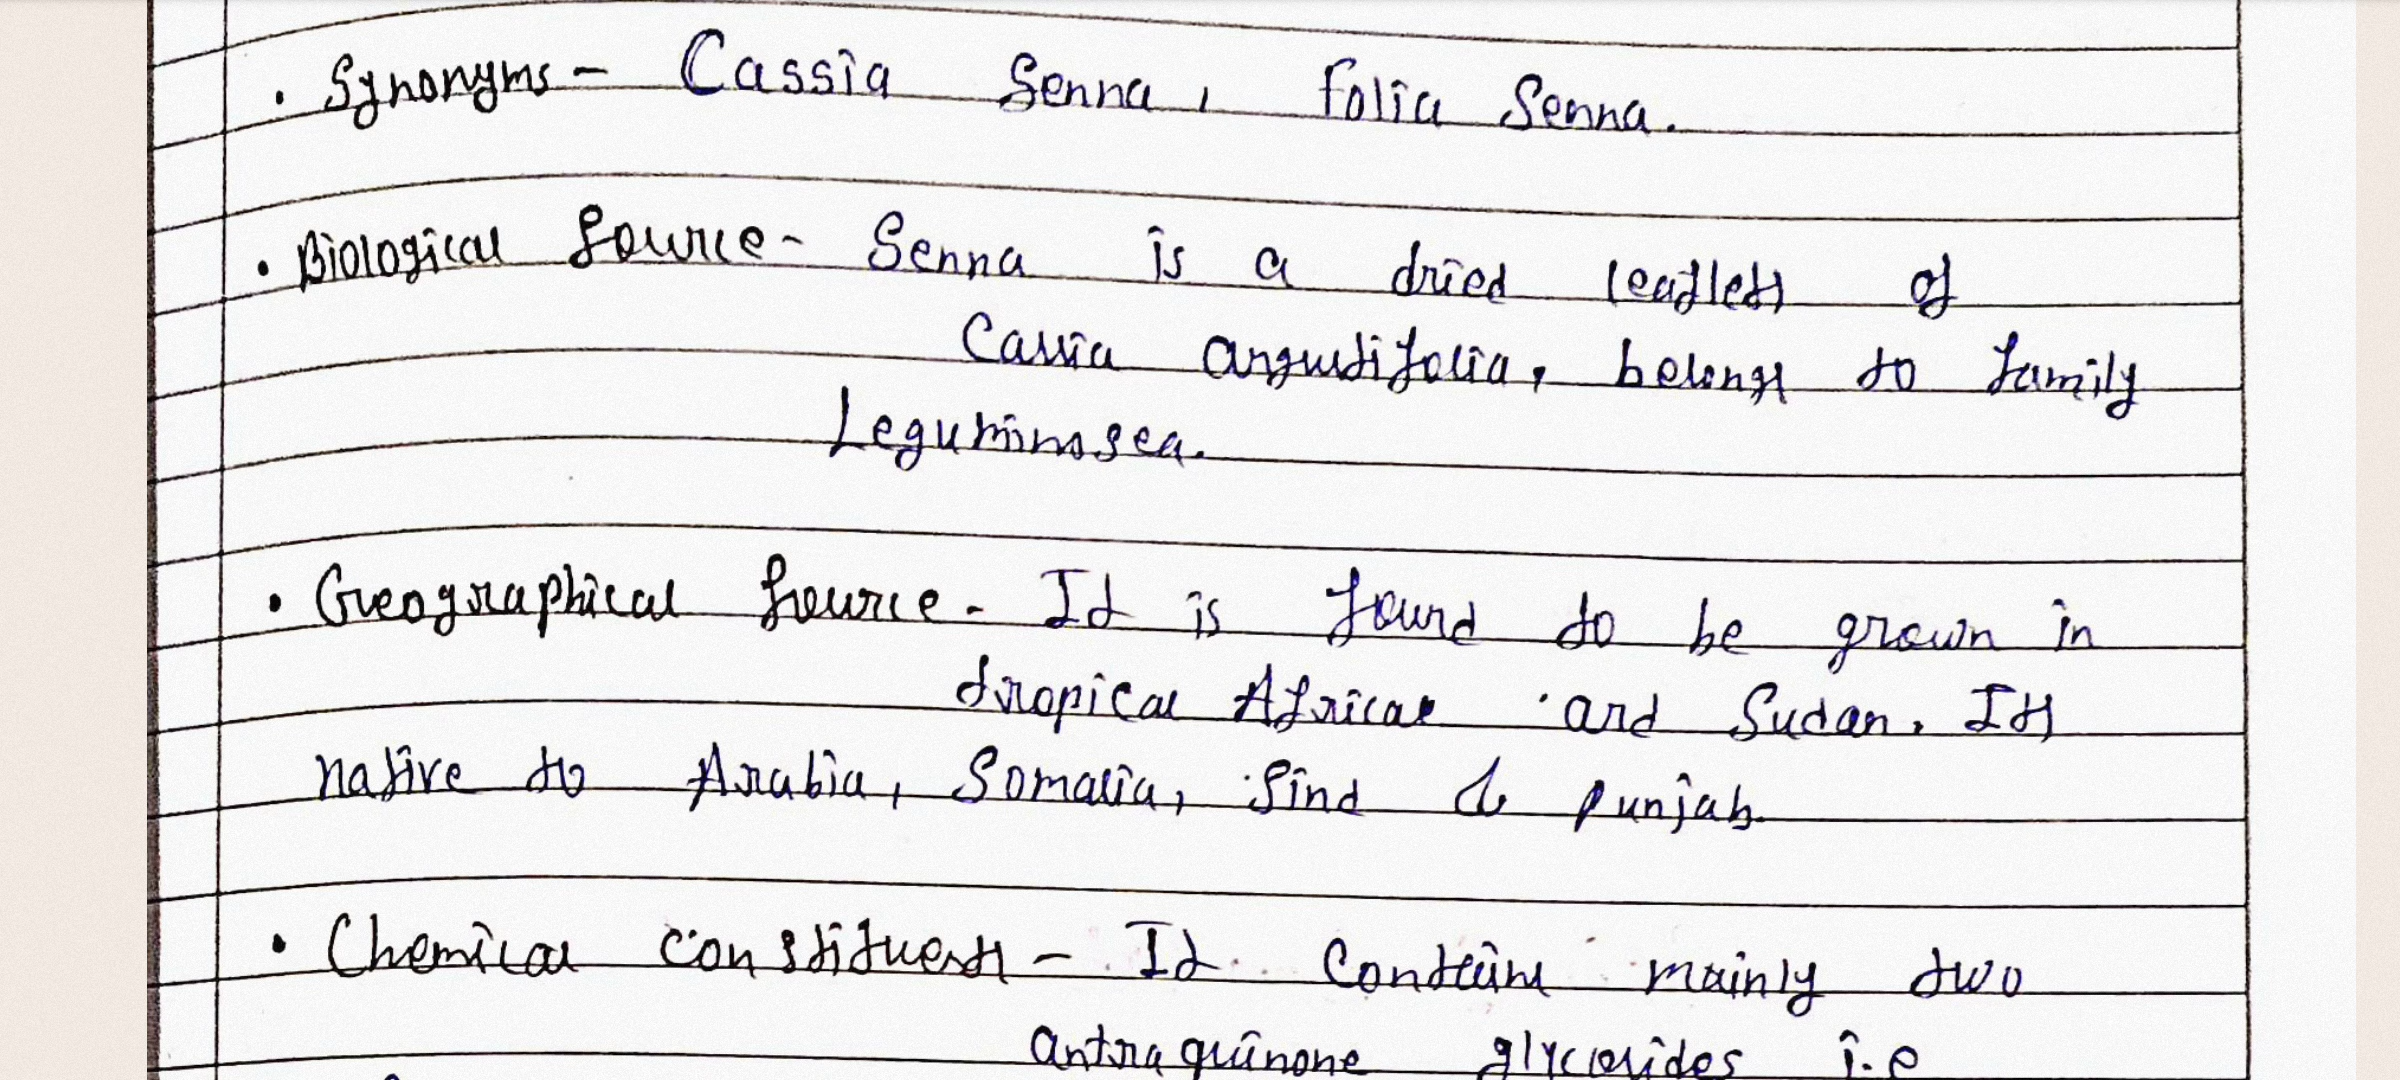 • Synonyms - Cassia Senna, folia Senna.
• Biological Source - Senna is a dried leaflets of
Cassia angustifolia, belongs to family
Leguminosea.
• Geographical Source - It is found to be grown in
tropical African and Sudan. Its
native to Arabia, Somalia, Sind & punjab.
• Chemical constituents - It Contains mainly two
antraquinone glycosides i.e